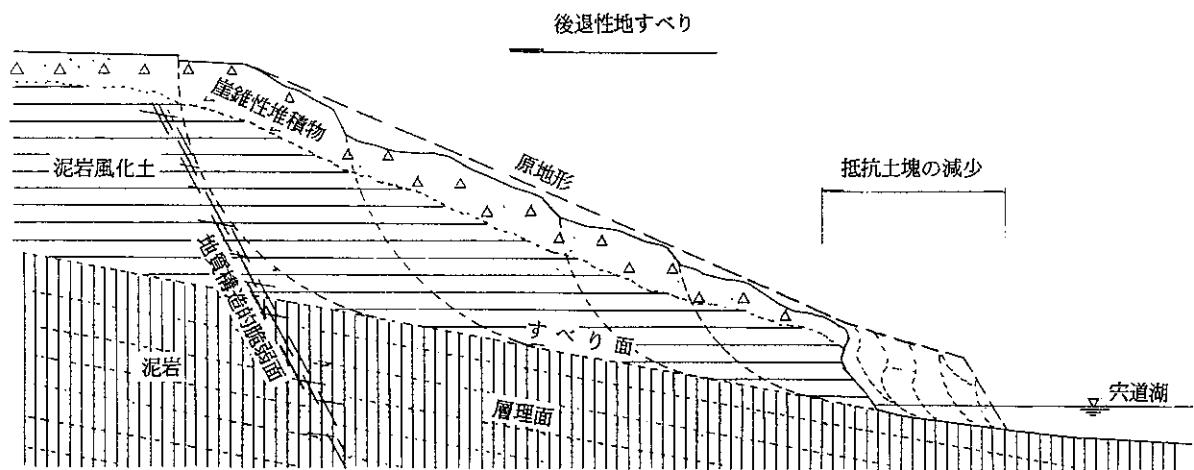 後退性地すべり
崖錐性堆積物
泥岩風化土
原地形
抵抗土塊の減少
地質構造的脆弱面
すべり面
泥岩
層理面
宍道湖